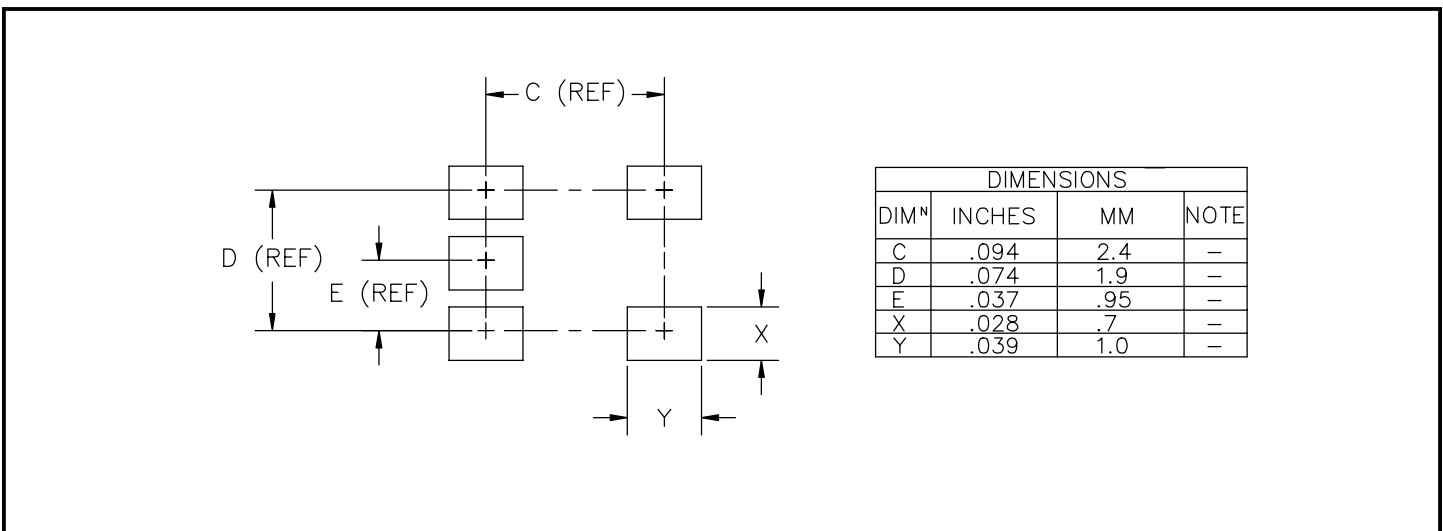 C (REF)
D (REF)
E (REF)
X
Y
DIMENSIONS
DIMᴺ INCHES MM NOTE
C .094 2.4 –
D .074 1.9 –
E .037 .95 –
X .028 .7 –
Y .039 1.0 –